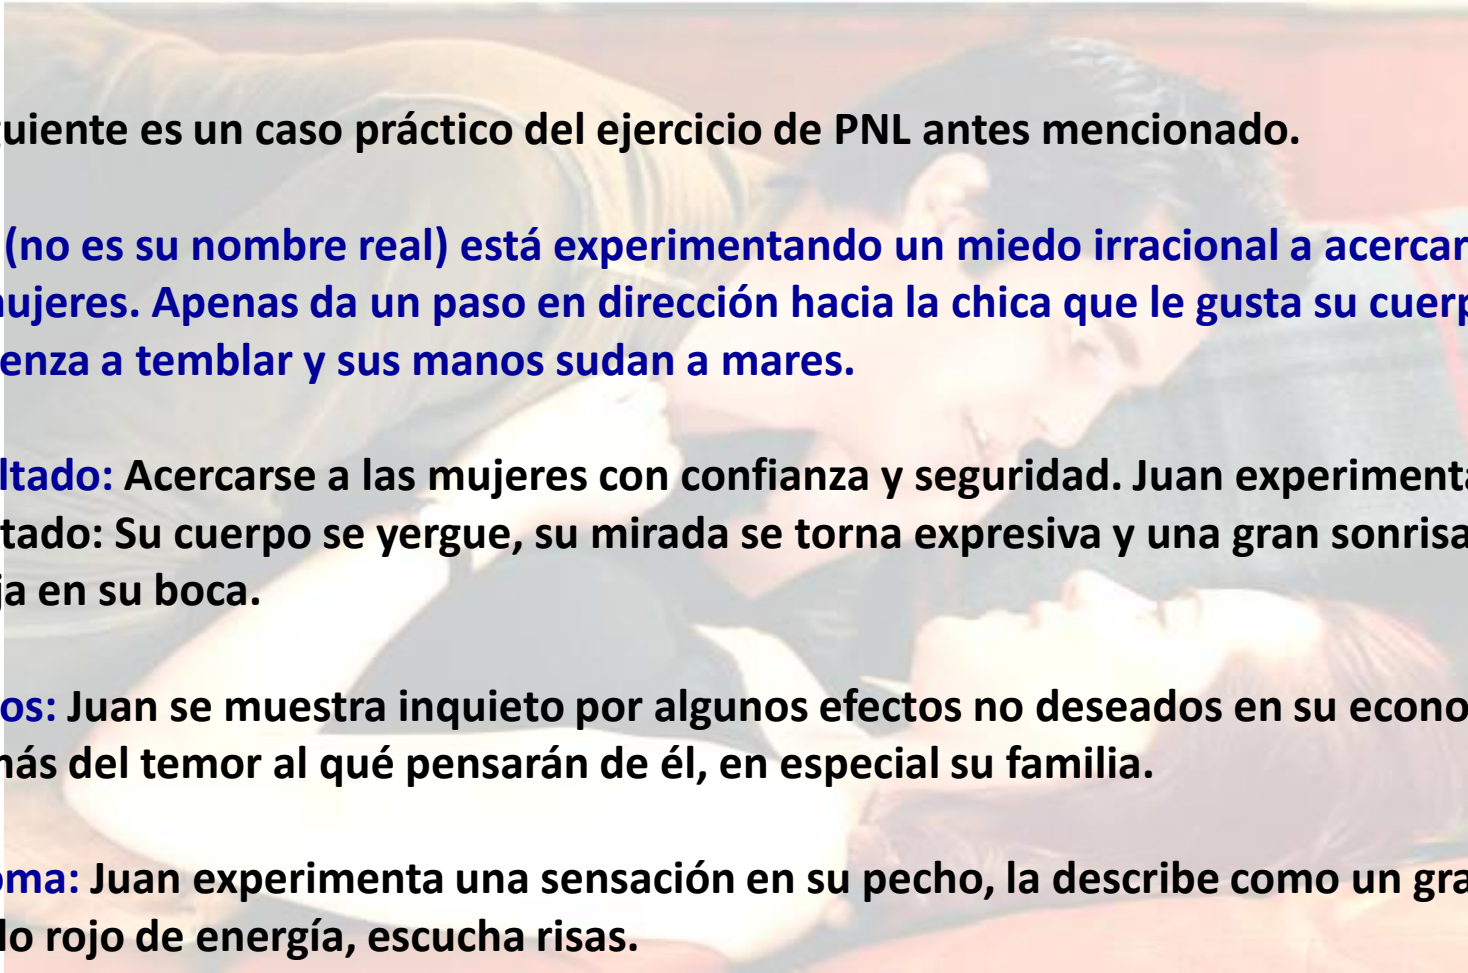 uiente es un caso práctico del ejercicio de PNL antes mencionado.
(no es su nombre real) está experimentando un miedo irracional a acercar
ujeres. Apenas da un paso en dirección hacia la chica que le gusta su cuerp
enza a temblar y sus manos sudan a mares.
ltado: Acercarse a las mujeres con confianza y seguridad. Juan experiment
tado: Su cuerpo se yergue, su mirada se torna expresiva y una gran sonrisa
ja en su boca.
os: Juan se muestra inquieto por algunos efectos no deseados en su econo
más del temor al qué pensarán de él, en especial su familia.
oma: Juan experimenta una sensación en su pecho, la describe como un gra
lo rojo de energía, escucha risas.